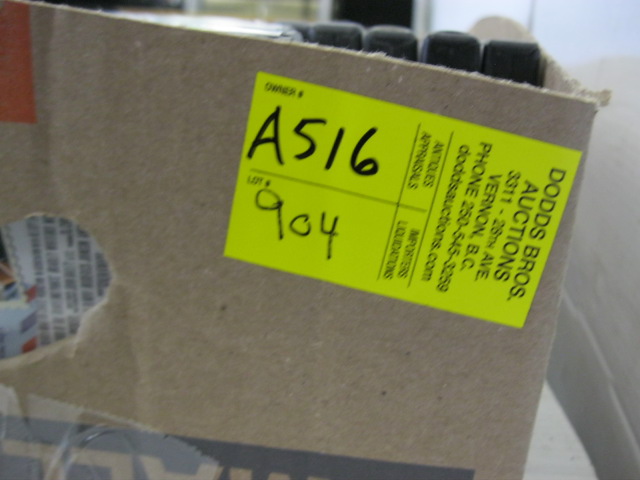 OWNER #
A516
LOT #
904
ANTIQUES
APPRAISALS
IMPORTERS
LIQUIDATIONS
DODDS BROS.
AUCTIONS
3311 - 28TH AVE.
VERNON, B.C.
PHONE 250-545-3259
doddsauctions.com